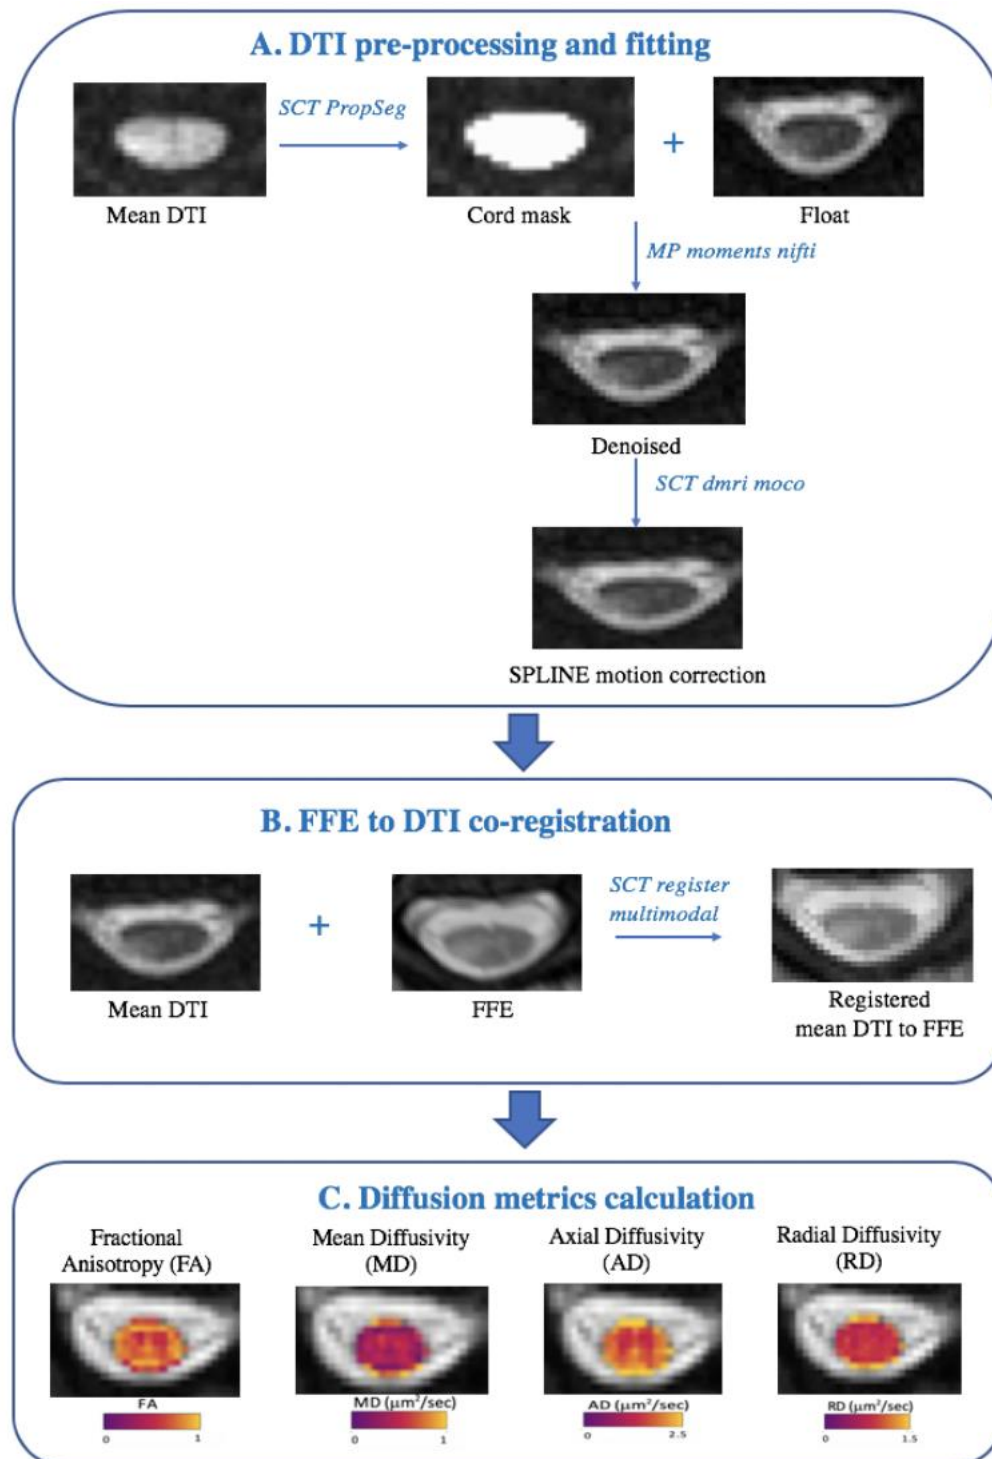 A. DTI pre-processing and fitting
SCT PropSeg
+
Mean DTI
Cord mask
Float
MP moments nifti
Denoised
SCT dmri moco
SPLINE motion correction
B. FFE to DTI co-registration
SCT register
multimodal
+
Mean DTI
FFE
Registered
mean DTI to FFE
C. Diffusion metrics calculation
Fractional
Anisotropy (FA)
Mean Diffusivity
(MD)
Axial Diffusivity
(AD)
Radial Diffusivity
(RD)
FA
0 1
MD (μm²/sec)
0 1
AD (μm²/sec)
0 2.5
RD (μm²/sec)
0 1.5